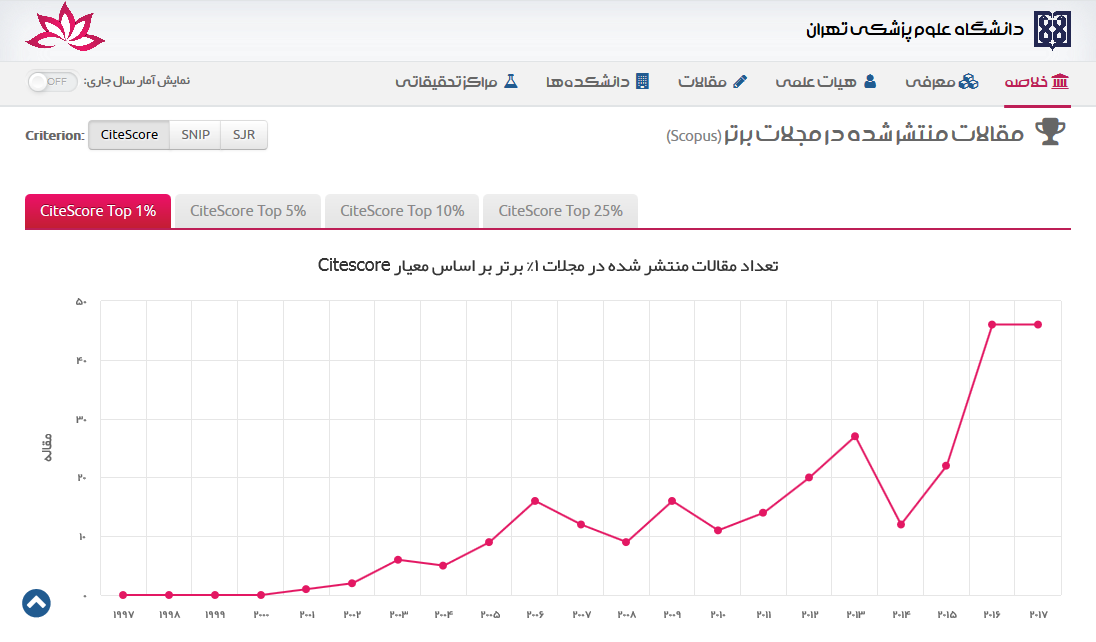 دانشگاه علوم پزشکی تهران
خلاصه معرفی هیات علمی مقالات دانشکده‌ها مراکز تحقیقاتی نمایش آمار سال جاری: OFF
مقالات منتشر شده در مجلات برتر (Scopus)
Criterion: CiteScore SNIP SJR
CiteScore Top 1% CiteScore Top 5% CiteScore Top 10% CiteScore Top 25%
تعداد مقالات منتشر شده در مجلات ۱٪ برتر بر اساس معیار Citescore
۵۰
۴۰
۳۰
۲۰
۱۰
۰
مقاله
۱۹۹۷ ۱۹۹۸ ۱۹۹۹ ۲۰۰۰ ۲۰۰۱ ۲۰۰۲ ۲۰۰۳ ۲۰۰۴ ۲۰۰۵ ۲۰۰۶ ۲۰۰۷ ۲۰۰۸ ۲۰۰۹ ۲۰۱۰ ۲۰۱۱ ۲۰۱۲ ۲۰۱۳ ۲۰۱۴ ۲۰۱۵ ۲۰۱۶ ۲۰۱۷